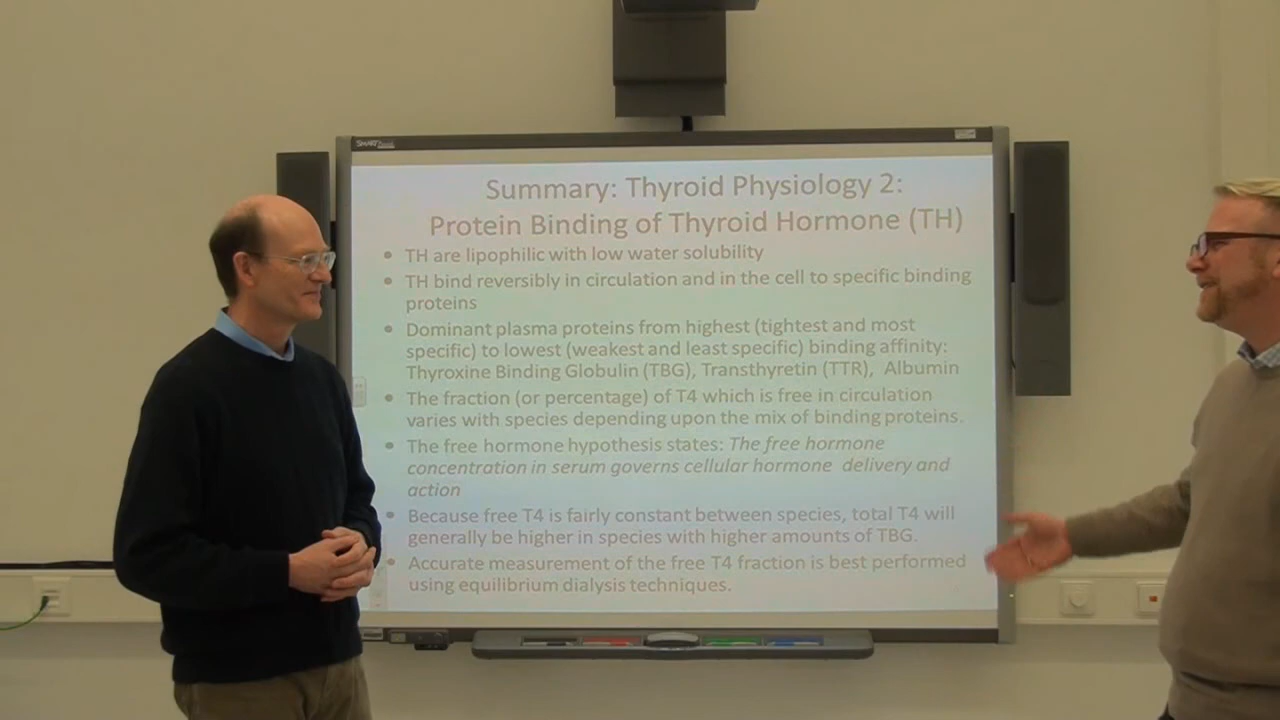 SMART
Summary: Thyroid Physiology 2:
Protein Binding of Thyroid Hormone (TH)
• TH are lipophilic with low water solubility
• TH bind reversibly in circulation and in the cell to specific binding
proteins
• Dominant plasma proteins from highest (tightest and most
specific) to lowest (weakest and least specific) binding affinity:
Thyroxine Binding Globulin (TBG), Transthyretin (TTR), Albumin
• The fraction (or percentage) of T4 which is free in circulation
varies with species depending upon the mix of binding proteins.
• The free hormone hypothesis states: The free hormone
concentration in serum governs cellular hormone delivery and
action
• Because free T4 is fairly constant between species, total T4 will
generally be higher in species with higher amounts of TBG.
• Accurate measurement of the free T4 fraction is best performed
using equilibrium dialysis techniques.